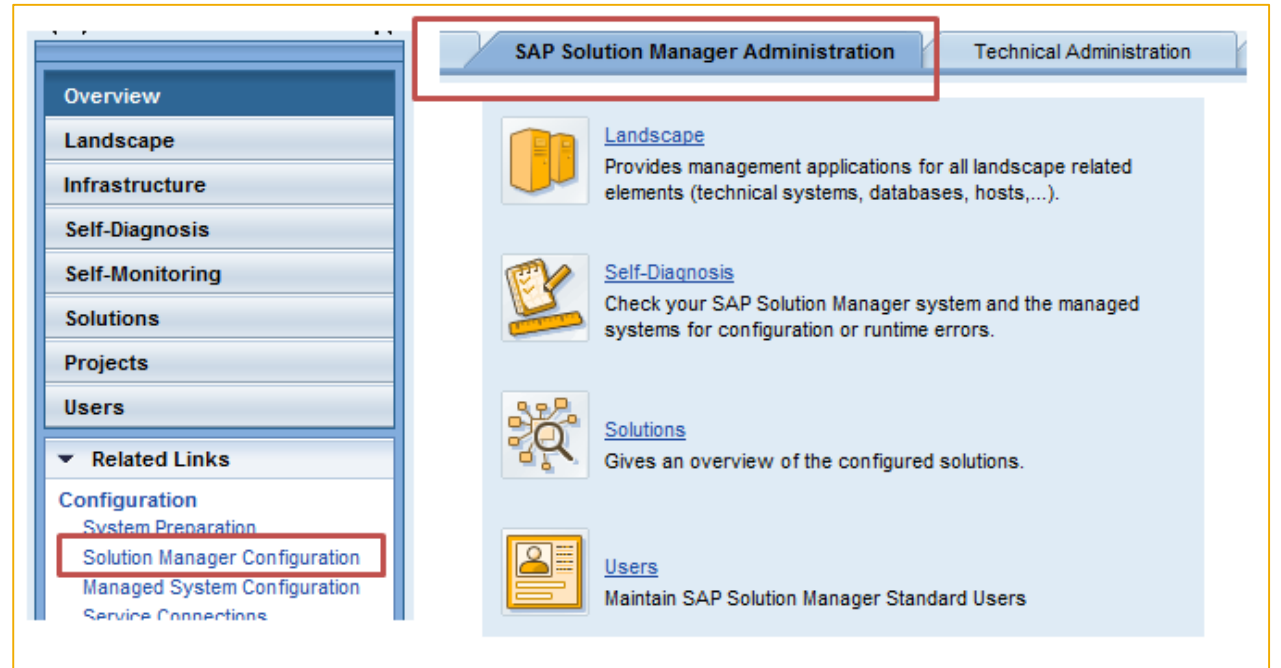 Overview
Landscape
Infrastructure
Self-Diagnosis
Self-Monitoring
Solutions
Projects
Users
Related Links
Configuration
System Preparation
Solution Manager Configuration
Managed System Configuration
Service Connections
SAP Solution Manager Administration
Technical Administration
Landscape
Provides management applications for all landscape related
elements (technical systems, databases, hosts,...).
Self-Diagnosis
Check your SAP Solution Manager system and the managed
systems for configuration or runtime errors.
Solutions
Gives an overview of the configured solutions.
Users
Maintain SAP Solution Manager Standard Users